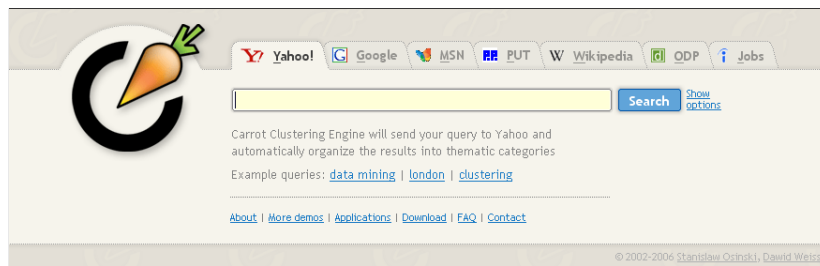 Yahoo! Google MSN PUT Wikipedia ODP Jobs
Search Show options
Carrot Clustering Engine will send your query to Yahoo and
automatically organize the results into thematic categories
Example queries: data mining | london | clustering
About | More demos | Applications | Download | FAQ | Contact
© 2002-2006 Stanislaw Osinski, Dawid Weiss